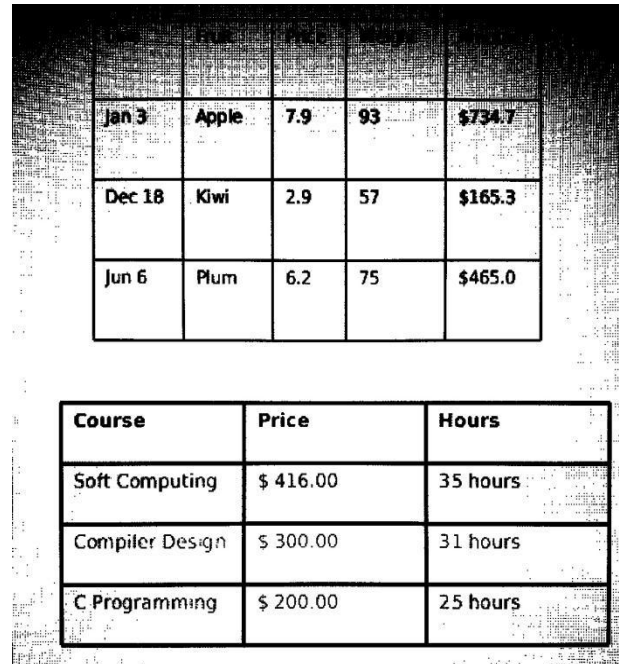 Jan 3 Apple 7.9 93 $734.7
Dec 18 Kiwi 2.9 57 $165.3
Jun 6 Plum 6.2 75 $465.0
Course Price Hours
Soft Computing $ 416.00 35 hours
Compiler Design $ 300.00 31 hours
C Programming $ 200.00 25 hours